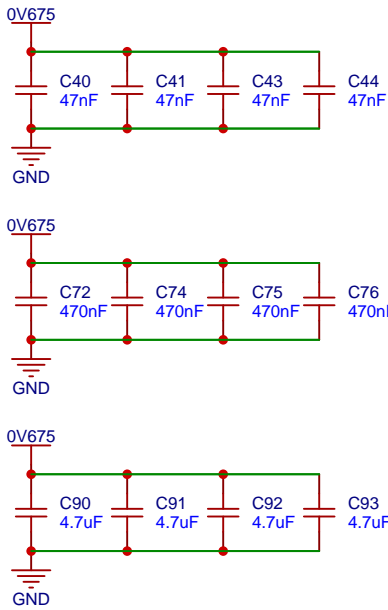 0V675
C40 C41 C43 C44
47nF 47nF 47nF 47nF
GND
0V675
C72 C74 C75 C76
470nF 470nF 470nF 470n
GND
0V675
C90 C91 C92 C93
4.7uF 4.7uF 4.7uF 4.7uF
GND